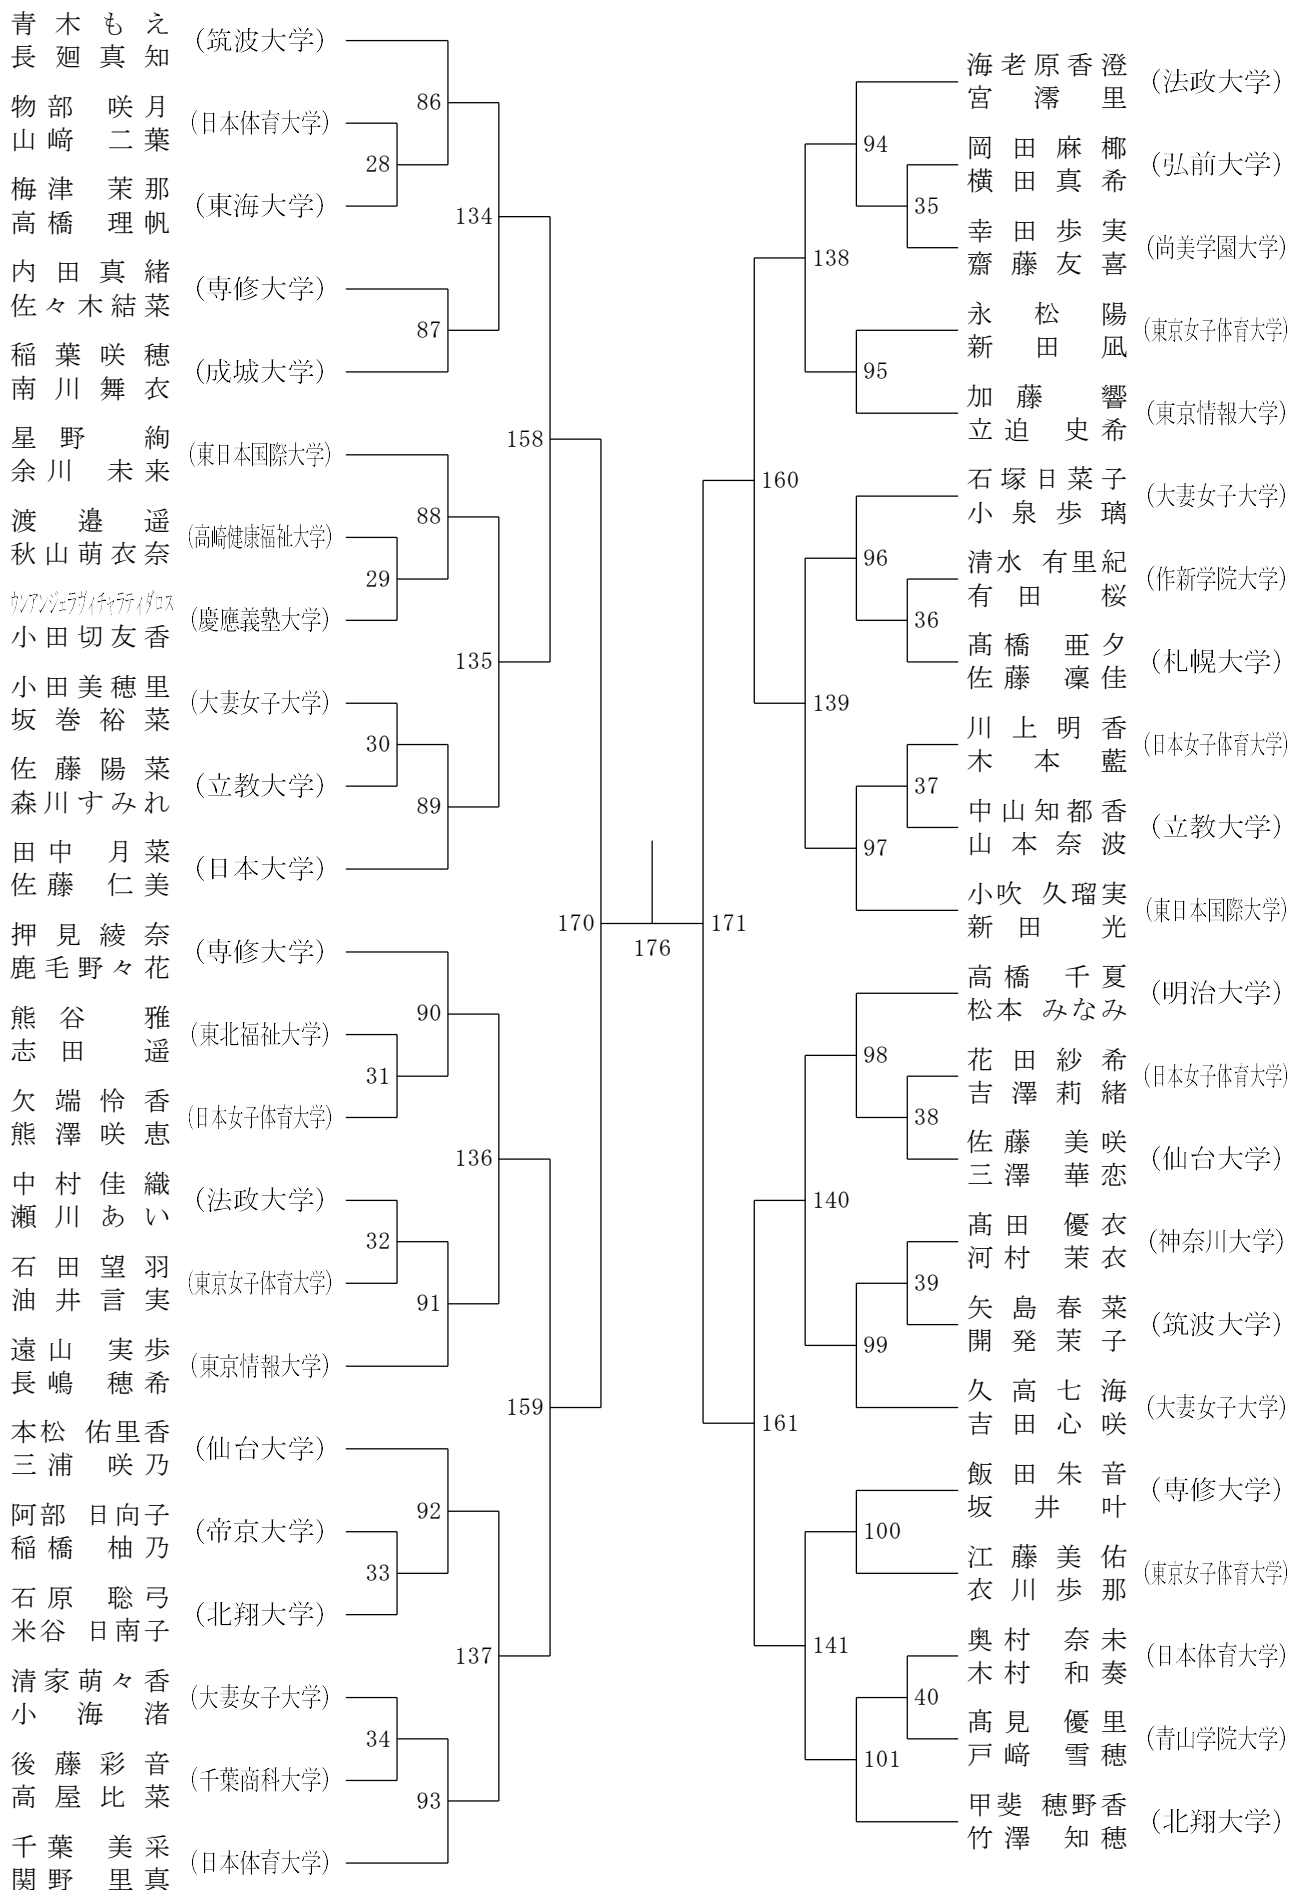 青木もえ
長廻真知
(筑波大学)
86
物部 咲月
山﨑 二葉
(日本体育大学)
28
梅津 茉那
高橋 理帆
(東海大学)
134
内田真緒
佐々木結菜
(専修大学)
87
稲葉咲穂
南川舞衣
(成城大学)
158
星野 絢
余川 未来
(東日本国際大学)
88
渡邉遥
秋山萌衣奈
(高崎健康福祉大学)
29
ウンアンジェラヴィチャラティダロス
小田切友香
(慶應義塾大学)
135
小田美穂里
坂巻裕菜
(大妻女子大学)
30
佐藤陽菜
森川すみれ
(立教大学)
89
田中 月菜
佐藤 仁美
(日本大学)
170
押見綾奈
鹿毛野々花
(専修大学)
90
熊谷 雅
志田 遥
(東北福祉大学)
31
欠端怜香
熊澤咲恵
(日本女子体育大学)
136
中村佳織
瀬川あい
(法政大学)
32
石田望羽
油井言実
(東京女子体育大学)
91
遠山 実歩
長嶋 穂希
(東京情報大学)
159
本松 佑里香
三浦 咲乃
(仙台大学)
92
阿部 日向子
稲橋 柚乃
(帝京大学)
33
石原 聡弓
米谷 日南子
(北翔大学)
137
清家萌々香
小海渚
(大妻女子大学)
34
後藤彩音
高屋比菜
(千葉商科大学)
93
千葉 美采
関野 里真
(日本体育大学)
176
海老原香澄
宮澪里
(法政大学)
94
岡田麻椰
横田真希
(弘前大学)
35
幸田歩実
齋藤友喜
(尚美学園大学)
138
永松陽
新田凪
(東京女子体育大学)
95
加藤 響
立迫 史希
(東京情報大学)
160
石塚日菜子
小泉歩璃
(大妻女子大学)
96
清水 有里紀
有田 桜
(作新学院大学)
36
髙橋 亜夕
佐藤 凜佳
(札幌大学)
139
川上明香
木本藍
(日本女子体育大学)
37
中山知都香
山本奈波
(立教大学)
97
小吹 久瑠実
新田 光
(東日本国際大学)
171
高橋 千夏
松本 みなみ
(明治大学)
98
花田紗希
吉澤莉緒
(日本女子体育大学)
38
佐藤 美咲
三澤 華恋
(仙台大学)
140
髙田 優衣
河村 茉衣
(神奈川大学)
39
矢島春菜
開発茉子
(筑波大学)
99
久高七海
吉田心咲
(大妻女子大学)
161
飯田朱音
坂井叶
(専修大学)
100
江藤美佑
衣川歩那
(東京女子体育大学)
141
奥村 奈未
木村 和奏
(日本体育大学)
40
髙見 優里
戸﨑 雪穂
(青山学院大学)
101
甲斐 穂野香
竹澤 知穂
(北翔大学)